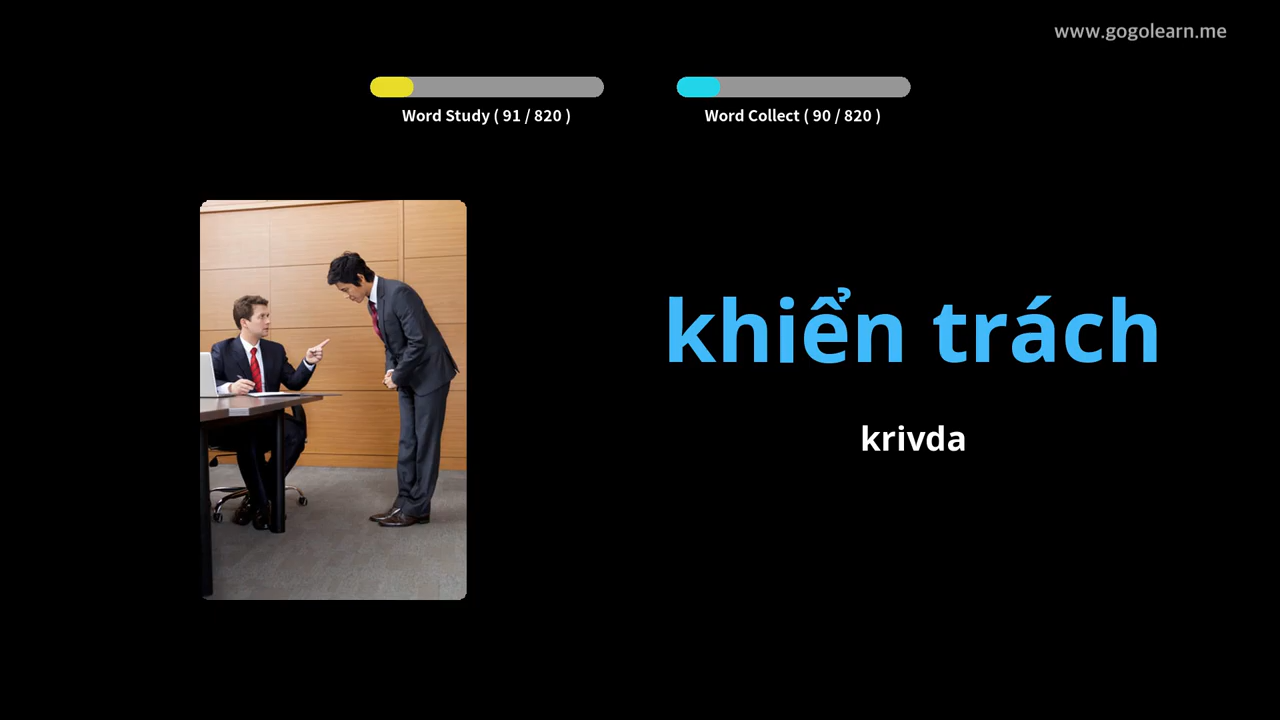 www.gogolearn.me
Word Study ( 91 / 820 )
Word Collect ( 90 / 820 )
khiển trách
krivda